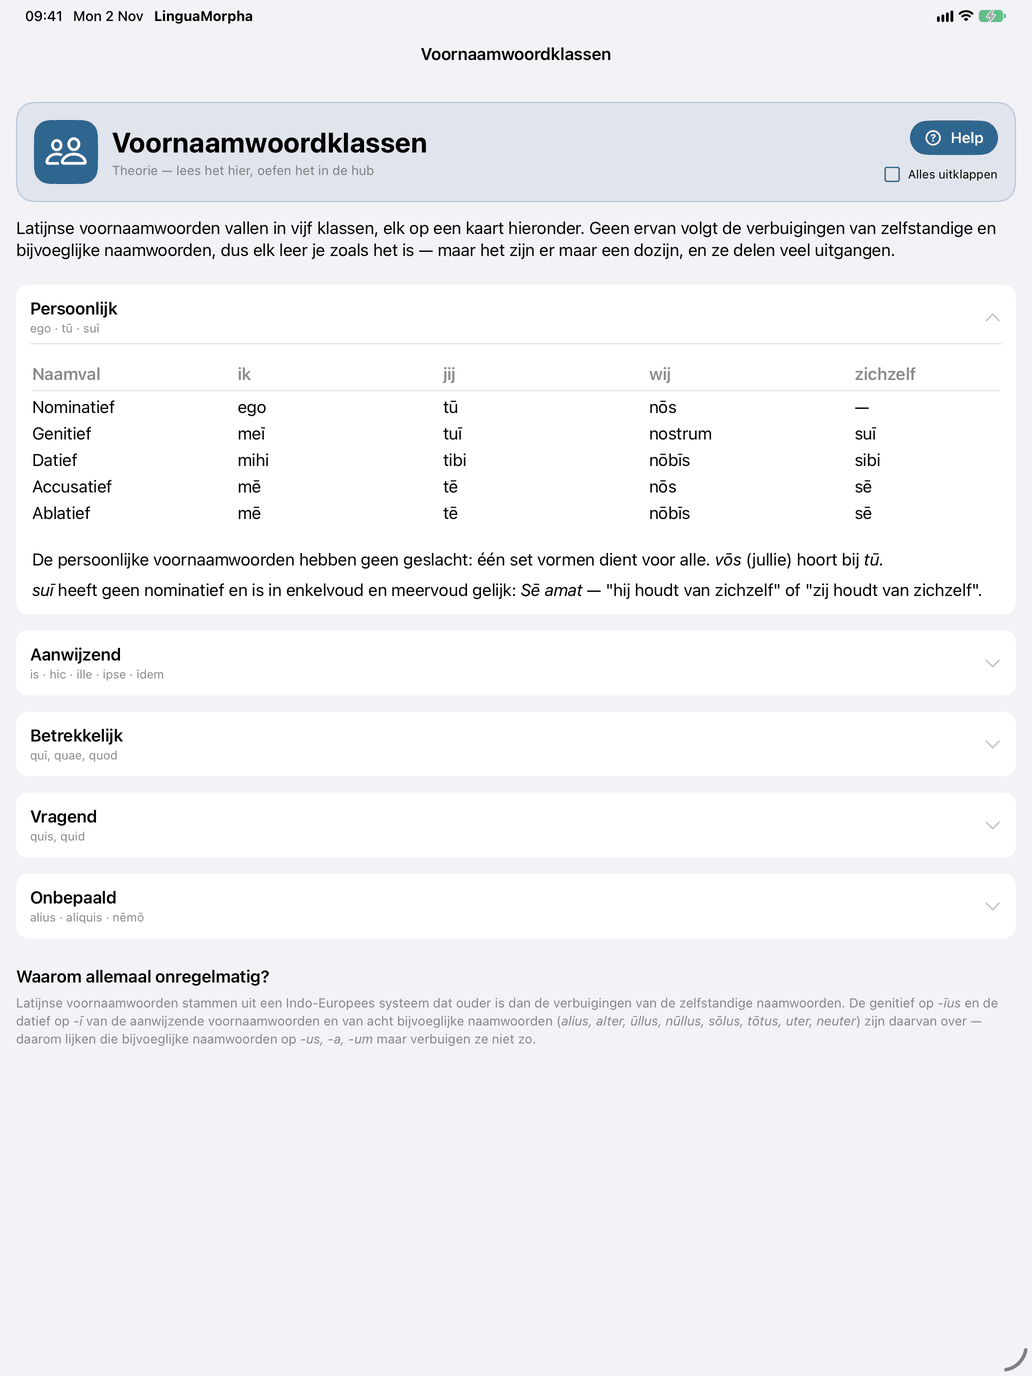 09:41 Mon 2 Nov LinguaMorpha
Voornaamwoordklassen
Voornaamwoordklassen
Theorie — lees het hier, oefen het in de hub
Help
Alles uitklappen
Latijnse voornaamwoorden vallen in vijf klassen, elk op een kaart hieronder. Geen ervan volgt de verbuigingen van zelfstandige en
bijvoeglijke naamwoorden, dus elk leer je zoals het is — maar het zijn er maar een dozijn, en ze delen veel uitgangen.
Persoonlijk
ego · tū · suī
Naamval ik jij wij zichzelf
Nominatief ego tū nōs —
Genitief meī tuī nostrum suī
Datief mihi tibi nōbīs sibi
Accusatief mē tē nōs sē
Ablatief mē tē nōbīs sē
De persoonlijke voornaamwoorden hebben geen geslacht: één set vormen dient voor alle. vōs (jullie) hoort bij tū.
suī heeft geen nominatief en is in enkelvoud en meervoud gelijk: Sē amat — "hij houdt van zichzelf" of "zij houdt van zichzelf".
Aanwijzend
is · hic · ille · ipse · īdem
Betrekkelijk
quī, quae, quod
Vragend
quis, quid
Onbepaald
alius · aliquis · nēmō
Waarom allemaal onregelmatig?
Latijnse voornaamwoorden stammen uit een Indo-Europees systeem dat ouder is dan de verbuigingen van de zelfstandige naamwoorden. De genitief op -īus en de
datief op -ī van de aanwijzende voornaamwoorden en van acht bijvoeglijke naamwoorden (alius, alter, ūllus, nūllus, sōlus, tōtus, uter, neuter) zijn daarvan over —
daarom lijken die bijvoeglijke naamwoorden op -us, -a, -um maar verbuigen ze niet zo.